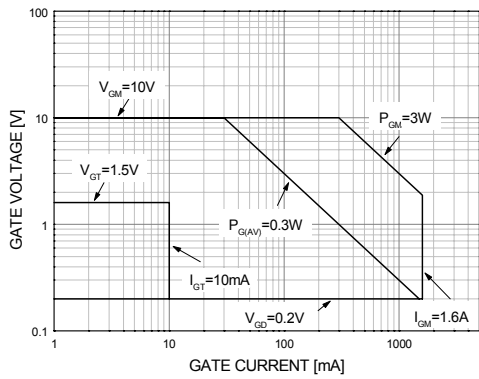 100
10
1
0.1
GATE VOLTAGE [V]
V_GM=10V
P_GM=3W
V_GT=1.5V
P_G(AV)=0.3W
I_GT=10mA
V_GD=0.2V
I_GM=1.6A
1 10 100 1000
GATE CURRENT [mA]